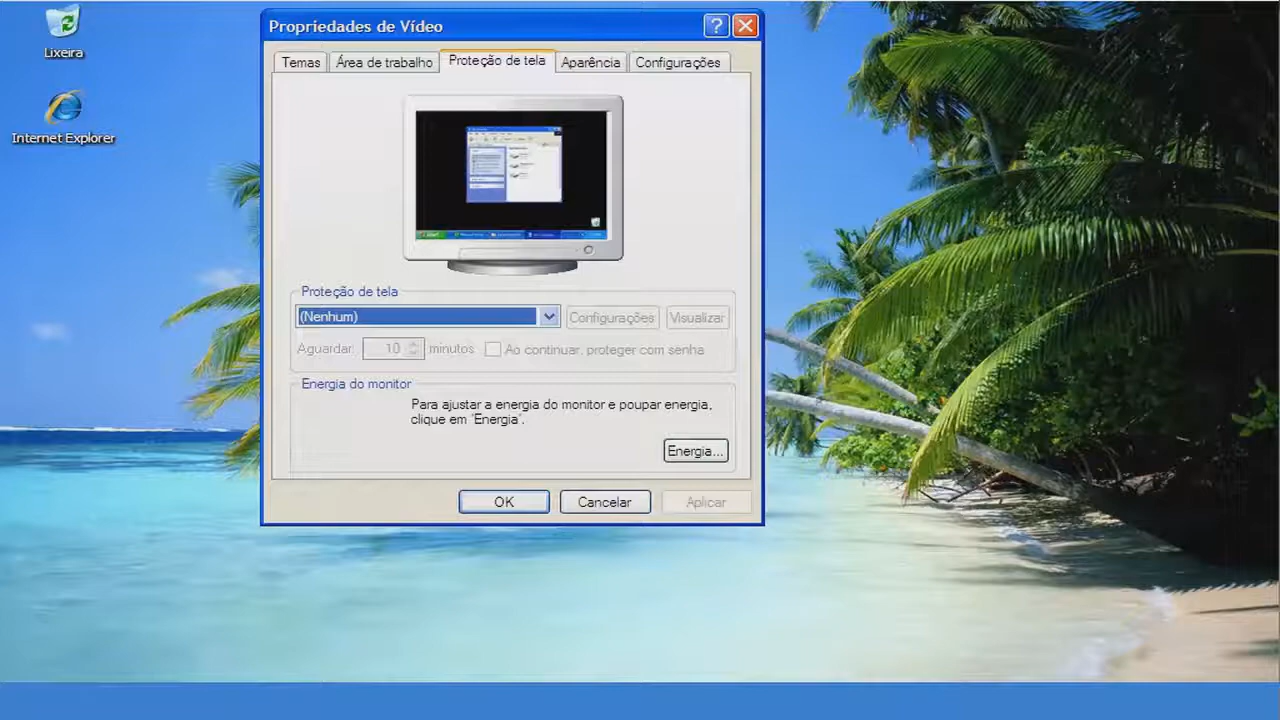 Lixeira
Internet Explorer
Propriedades de Vídeo
Temas
Área de trabalho
Proteção de tela
Aparência
Configurações
Proteção de tela
(Nenhum)
Configurações
Visualizar
Aguardar: 10 minutos
Ao continuar, proteger com senha
Energia do monitor
Para ajustar a energia do monitor e poupar energia,
clique em 'Energia'.
Energia...
OK
Cancelar
Aplicar